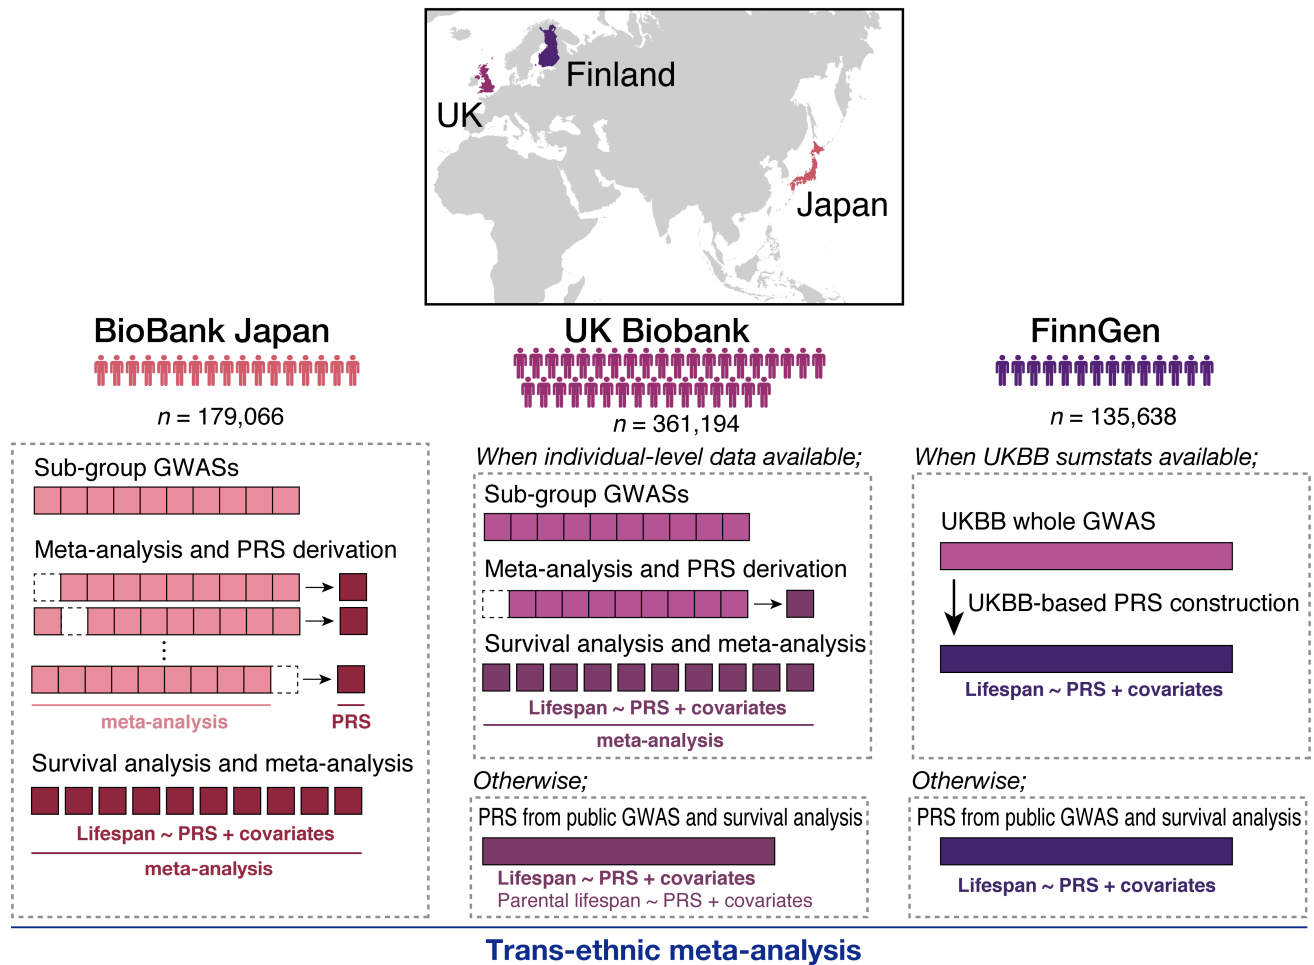 Finland
UK
Japan
BioBank Japan
n = 179,066
Sub-group GWASs
Meta-analysis and PRS derivation
meta-analysis
PRS
Survival analysis and meta-analysis
Lifespan ~ PRS + covariates
meta-analysis
UK Biobank
n = 361,194
When individual-level data available;
Sub-group GWASs
Meta-analysis and PRS derivation
Survival analysis and meta-analysis
Lifespan ~ PRS + covariates
meta-analysis
Otherwise;
PRS from public GWAS and survival analysis
Lifespan ~ PRS + covariates
Parental lifespan ~ PRS + covariates
FinnGen
n = 135,638
When UKBB sumstats available;
UKBB whole GWAS
UKBB-based PRS construction
Lifespan ~ PRS + covariates
Otherwise;
PRS from public GWAS and survival analysis
Lifespan ~ PRS + covariates
Trans-ethnic meta-analysis